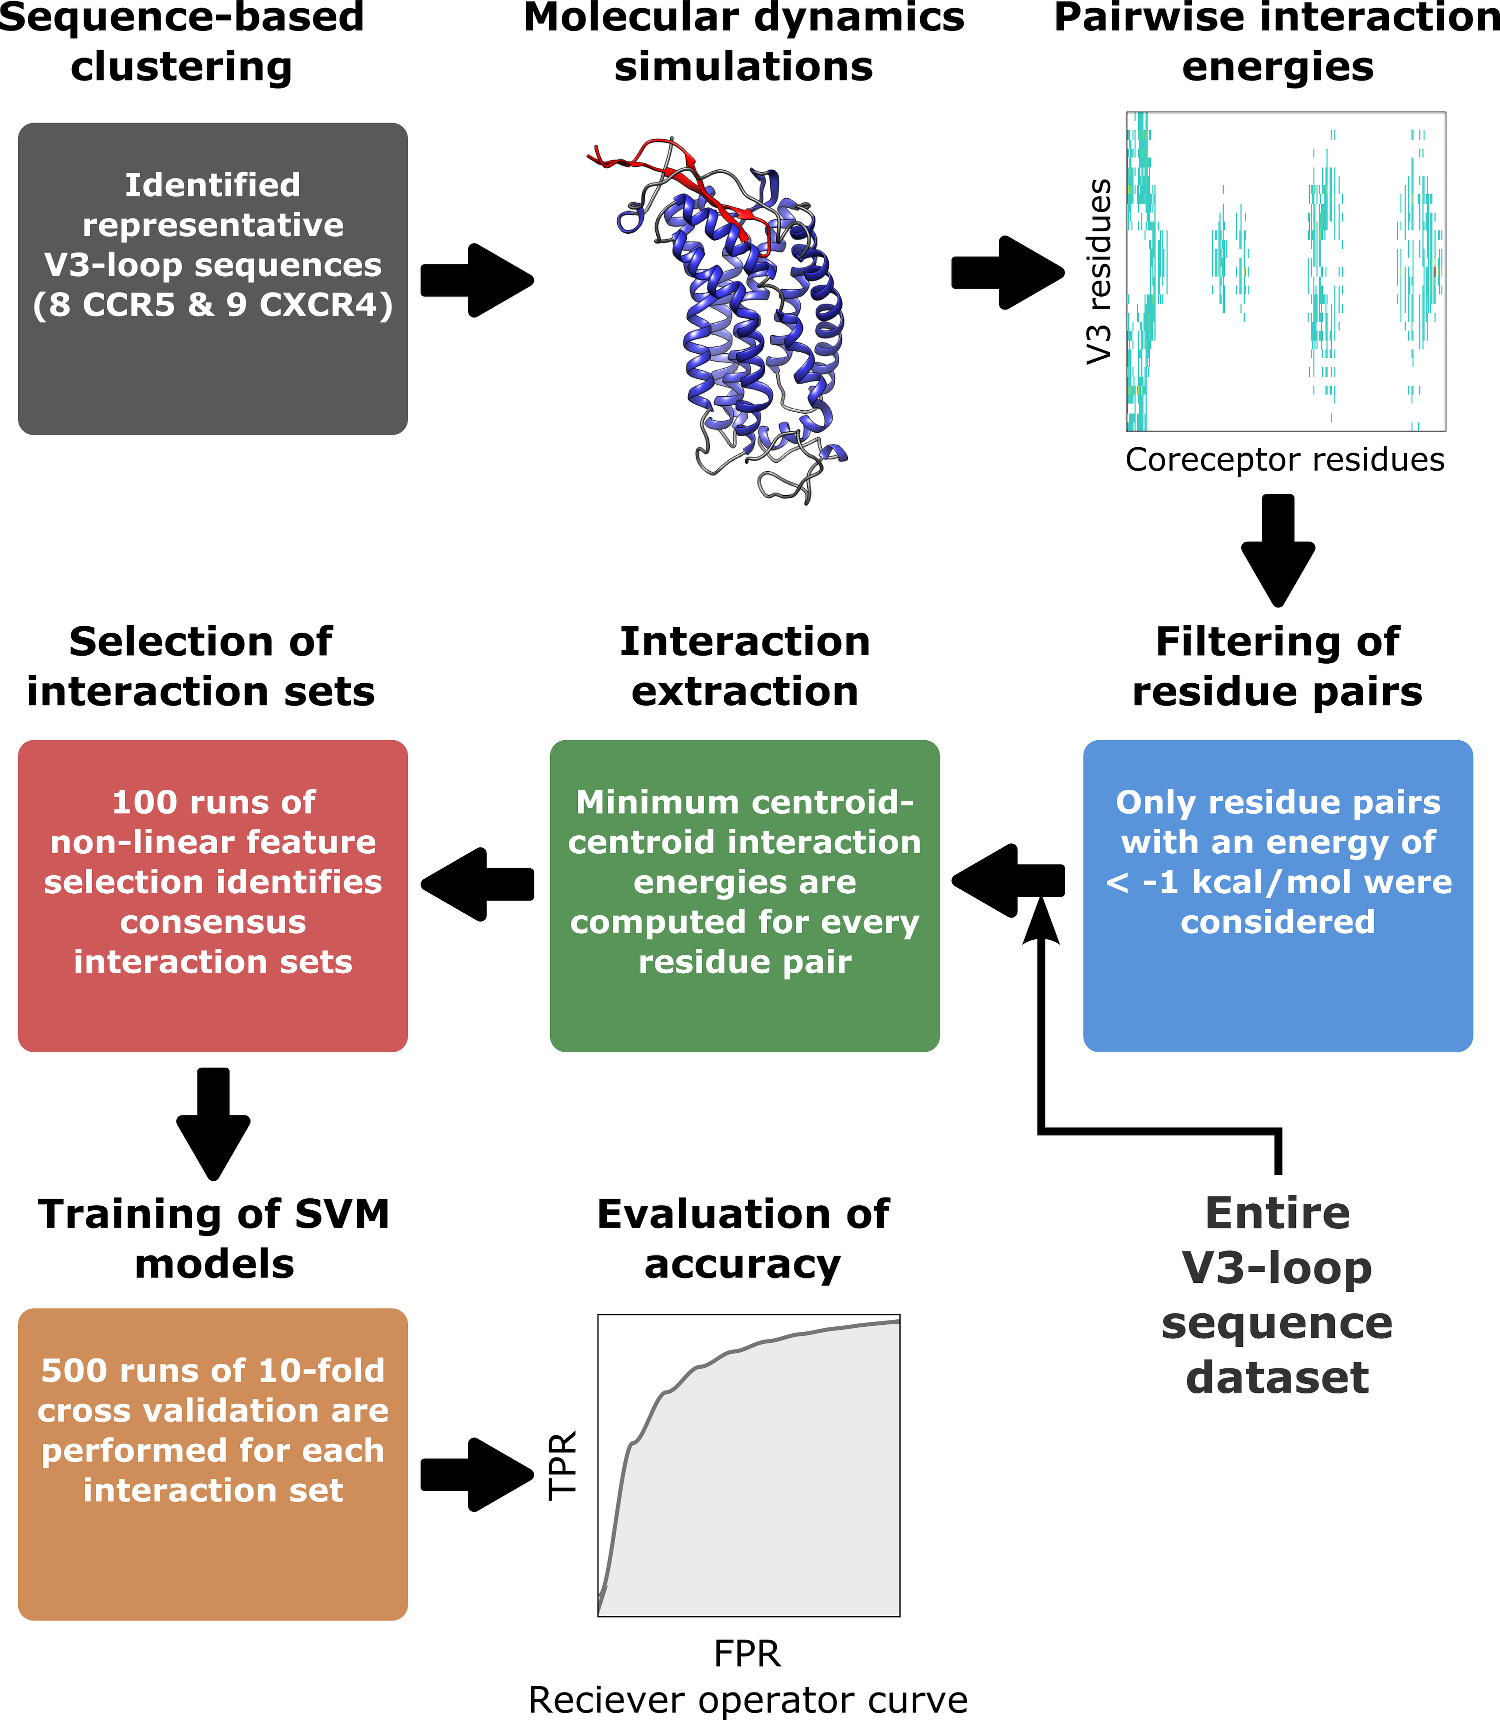 Sequence-based
clustering
Identified
representative
V3-loop sequences
(8 CCR5 & 9 CXCR4)
Molecular dynamics
simulations
Pairwise interaction
energies
V3 residues
Coreceptor residues
Filtering of
residue pairs
Only residue pairs
with an energy of
< -1 kcal/mol were
considered
Interaction
extraction
Minimum centroid-
centroid interaction
energies are
computed for every
residue pair
Selection of
interaction sets
100 runs of
non-linear feature
selection identifies
consensus
interaction sets
Training of SVM
models
500 runs of 10-fold
cross validation are
performed for each
interaction set
Evaluation of
accuracy
TPR
FPR
Reciever operator curve
Entire
V3-loop
sequence
dataset